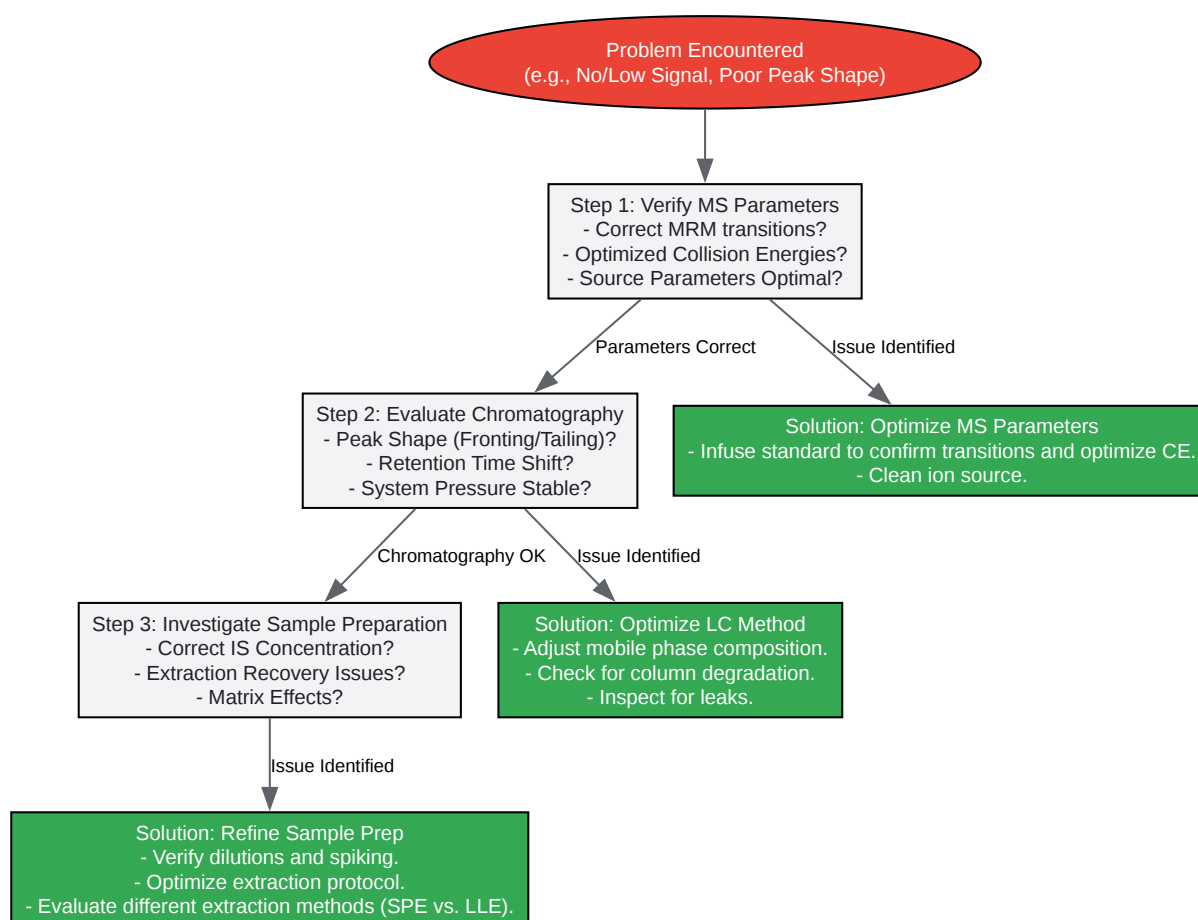 Problem Encountered
(e.g., No/Low Signal, Poor Peak Shape)
Step 1: Verify MS Parameters
- Correct MRM transitions?
- Optimized Collision Energies?
- Source Parameters Optimal?
Parameters Correct
Issue Identified
Step 2: Evaluate Chromatography
- Peak Shape (Fronting/Tailing)?
- Retention Time Shift?
- System Pressure Stable?
Solution: Optimize MS Parameters
- Infuse standard to confirm transitions and optimize CE.
- Clean ion source.
Chromatography OK
Issue Identified
Step 3: Investigate Sample Preparation
- Correct IS Concentration?
- Extraction Recovery Issues?
- Matrix Effects?
Solution: Optimize LC Method
- Adjust mobile phase composition.
- Check for column degradation.
- Inspect for leaks.
Issue Identified
Solution: Refine Sample Prep
- Verify dilutions and spiking.
- Optimize extraction protocol.
- Evaluate different extraction methods (SPE vs. LLE).